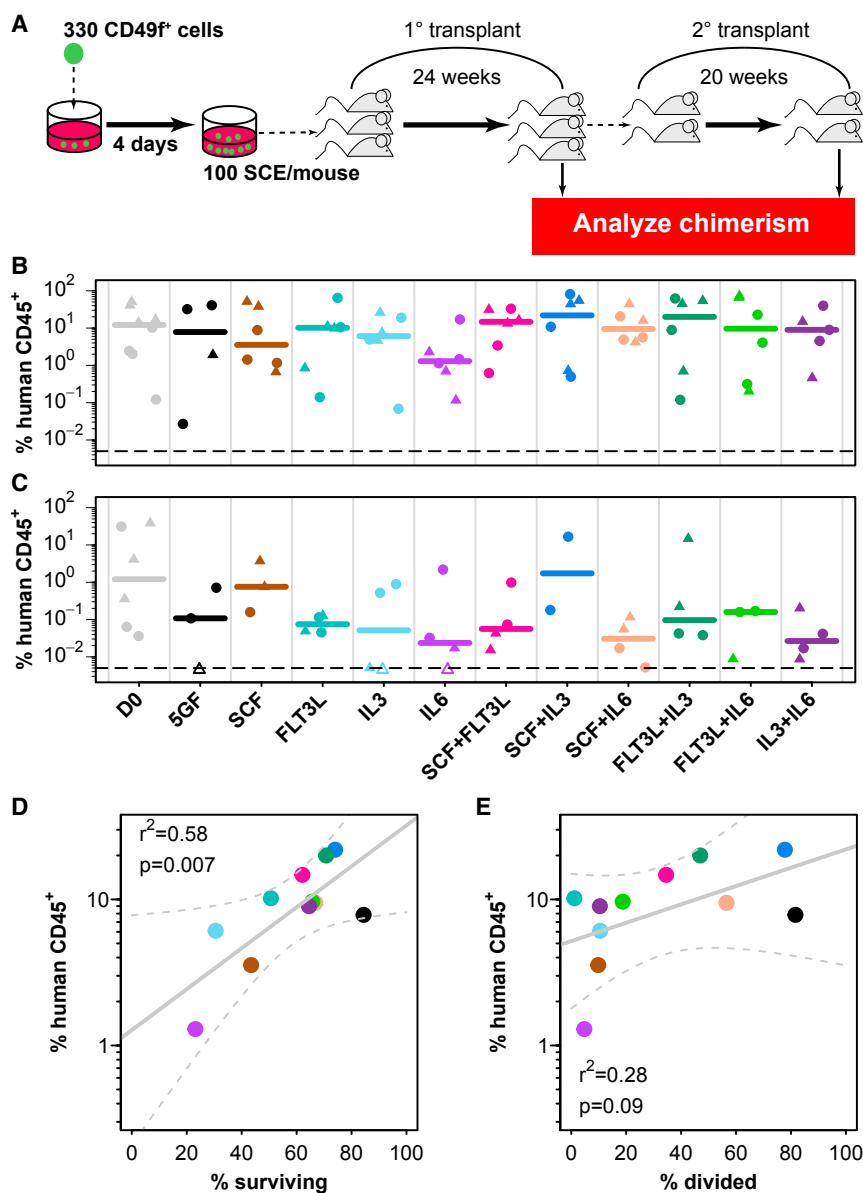 A
330 CD49f⁺ cells
1° transplant
2° transplant
24 weeks
20 weeks
4 days
100 SCE/mouse
Analyze chimerism
B
% human CD45⁺
10²
10¹
10⁰
10⁻¹
10⁻²
C
% human CD45⁺
10²
10¹
10⁰
10⁻¹
10⁻²
D0
5GF
SCF
FLT3L
IL3
IL6
SCF+FLT3L
SCF+IL3
SCF+IL6
FLT3L+IL3
FLT3L+IL6
IL3+IL6
D
r²=0.58
p=0.007
% human CD45⁺
10
1
0 20 40 60 80 100
% surviving
E
% human CD45⁺
10
1
r²=0.28
p=0.09
0 20 40 60 80 100
% divided